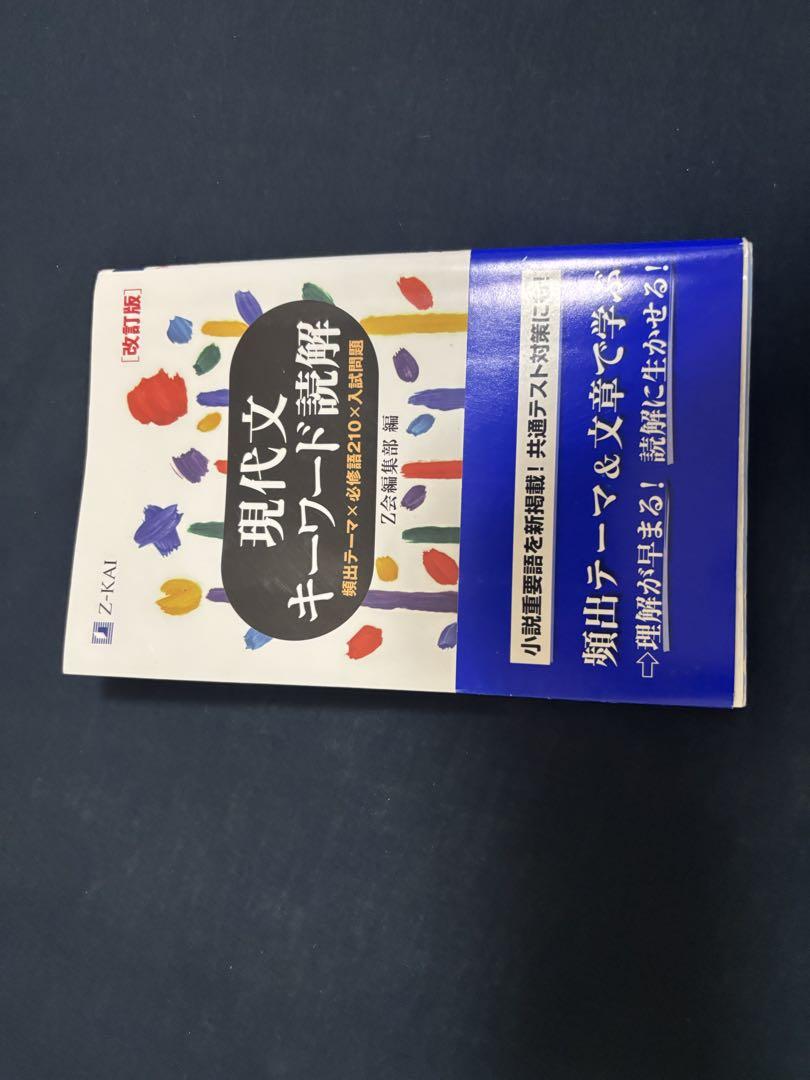 Z-KAI
[改訂版]
現代文
キーワード読解
頻出テーマ×必修語210×入試問題
Z会編集部 編
小説重要語を新掲載！共通テスト対策にも！
頻出テーマ&文章で学ぶ
⇨理解が早まる！ 読解に生かせる！